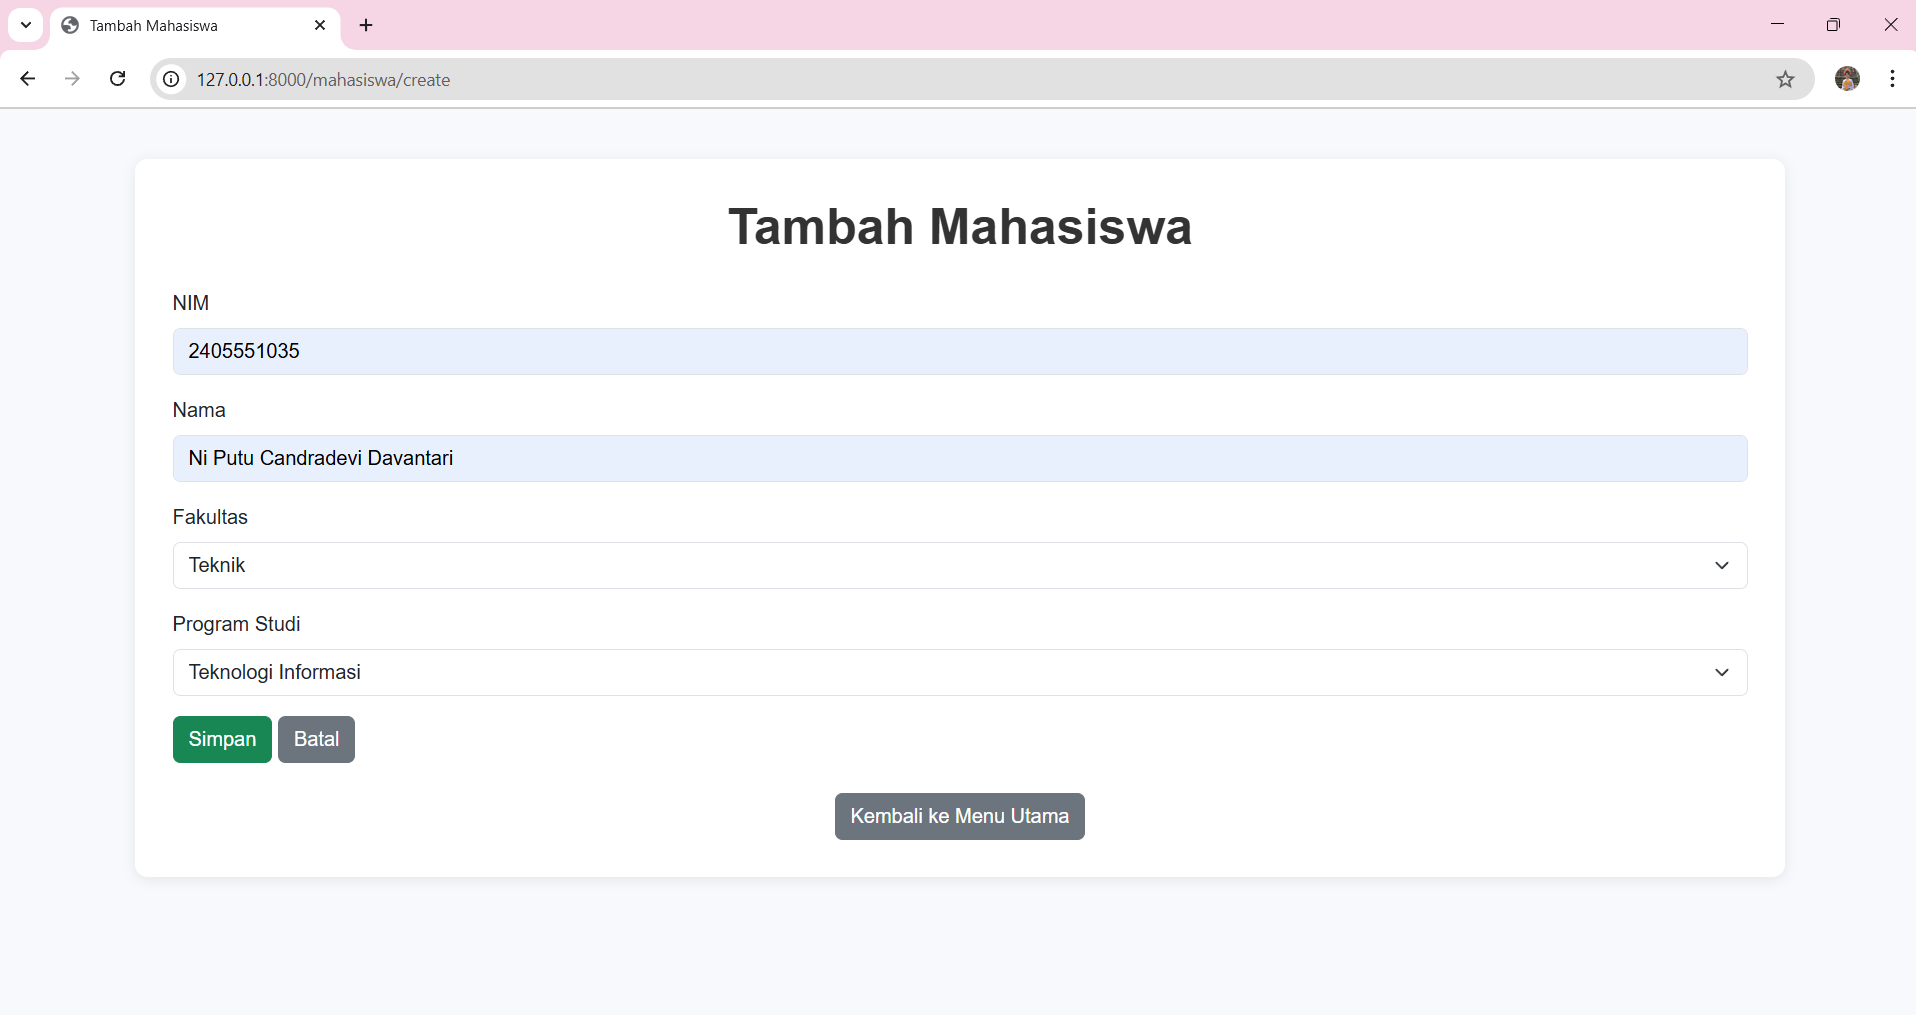 Tambah Mahasiswa
127.0.0.1:8000/mahasiswa/create
Tambah Mahasiswa
NIM
2405551035
Nama
Ni Putu Candradevi Davantari
Fakultas
Teknik
Program Studi
Teknologi Informasi
Simpan Batal
Kembali ke Menu Utama